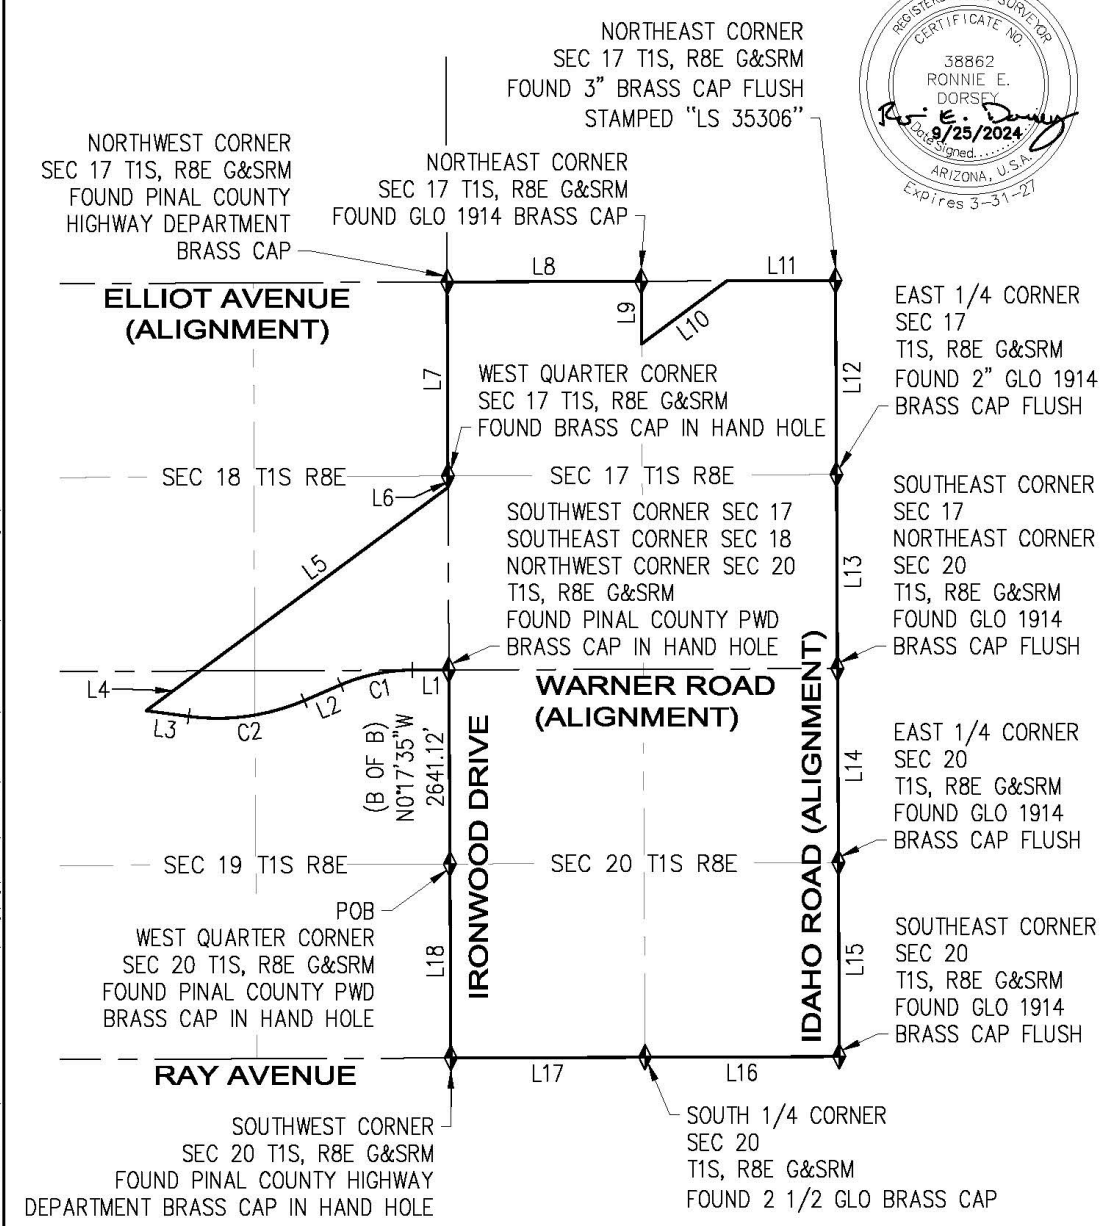 REGISTERED
SURVEYOR
CERTIFICATE NO.
38862
RONNIE E.
DORSEY
9/25/2024
Date Signed
ARIZONA, U.S.A.
Expires 3-31-27
NORTHEAST CORNER
SEC 17 T1S, R8E G&SRM
FOUND 3" BRASS CAP FLUSH
STAMPED "LS 35306"
NORTHWEST CORNER
SEC 17 T1S, R8E G&SRM
FOUND PINAL COUNTY
HIGHWAY DEPARTMENT
BRASS CAP
NORTHEAST CORNER
SEC 17 T1S, R8E G&SRM
FOUND GLO 1914 BRASS CAP
L8
L11
ELLIOT AVENUE
(ALIGNMENT)
L9
L10
L7
L12
EAST 1/4 CORNER
SEC 17
T1S, R8E G&SRM
FOUND 2" GLO 1914
BRASS CAP FLUSH
WEST QUARTER CORNER
SEC 17 T1S, R8E G&SRM
FOUND BRASS CAP IN HAND HOLE
SEC 18 T1S R8E
SEC 17 T1S R8E
L6
L5
SOUTHWEST CORNER SEC 17
SOUTHEAST CORNER SEC 18
NORTHWEST CORNER SEC 20
T1S, R8E G&SRM
FOUND PINAL COUNTY PWD
BRASS CAP IN HAND HOLE
L13
SOUTHEAST CORNER
SEC 17
NORTHEAST CORNER
SEC 20
T1S, R8E G&SRM
FOUND GLO 1914
BRASS CAP FLUSH
L4
L3
C2
L2
C1
L1
WARNER ROAD
(ALIGNMENT)
(B OF B)
N0°17'35"W
2641.12'
IRONWOOD DRIVE
IDAHO ROAD (ALIGNMENT)
L14
EAST 1/4 CORNER
SEC 20
T1S, R8E G&SRM
FOUND GLO 1914
BRASS CAP FLUSH
SEC 19 T1S R8E
SEC 20 T1S R8E
POB
WEST QUARTER CORNER
SEC 20 T1S, R8E G&SRM
FOUND PINAL COUNTY PWD
BRASS CAP IN HAND HOLE
L18
L15
SOUTHEAST CORNER
SEC 20
T1S, R8E G&SRM
FOUND GLO 1914
BRASS CAP FLUSH
RAY AVENUE
L17
L16
SOUTHWEST CORNER
SEC 20 T1S, R8E G&SRM
FOUND PINAL COUNTY HIGHWAY
DEPARTMENT BRASS CAP IN HAND HOLE
SOUTH 1/4 CORNER
SEC 20
T1S, R8E G&SRM
FOUND 2 1/2 GLO BRASS CAP